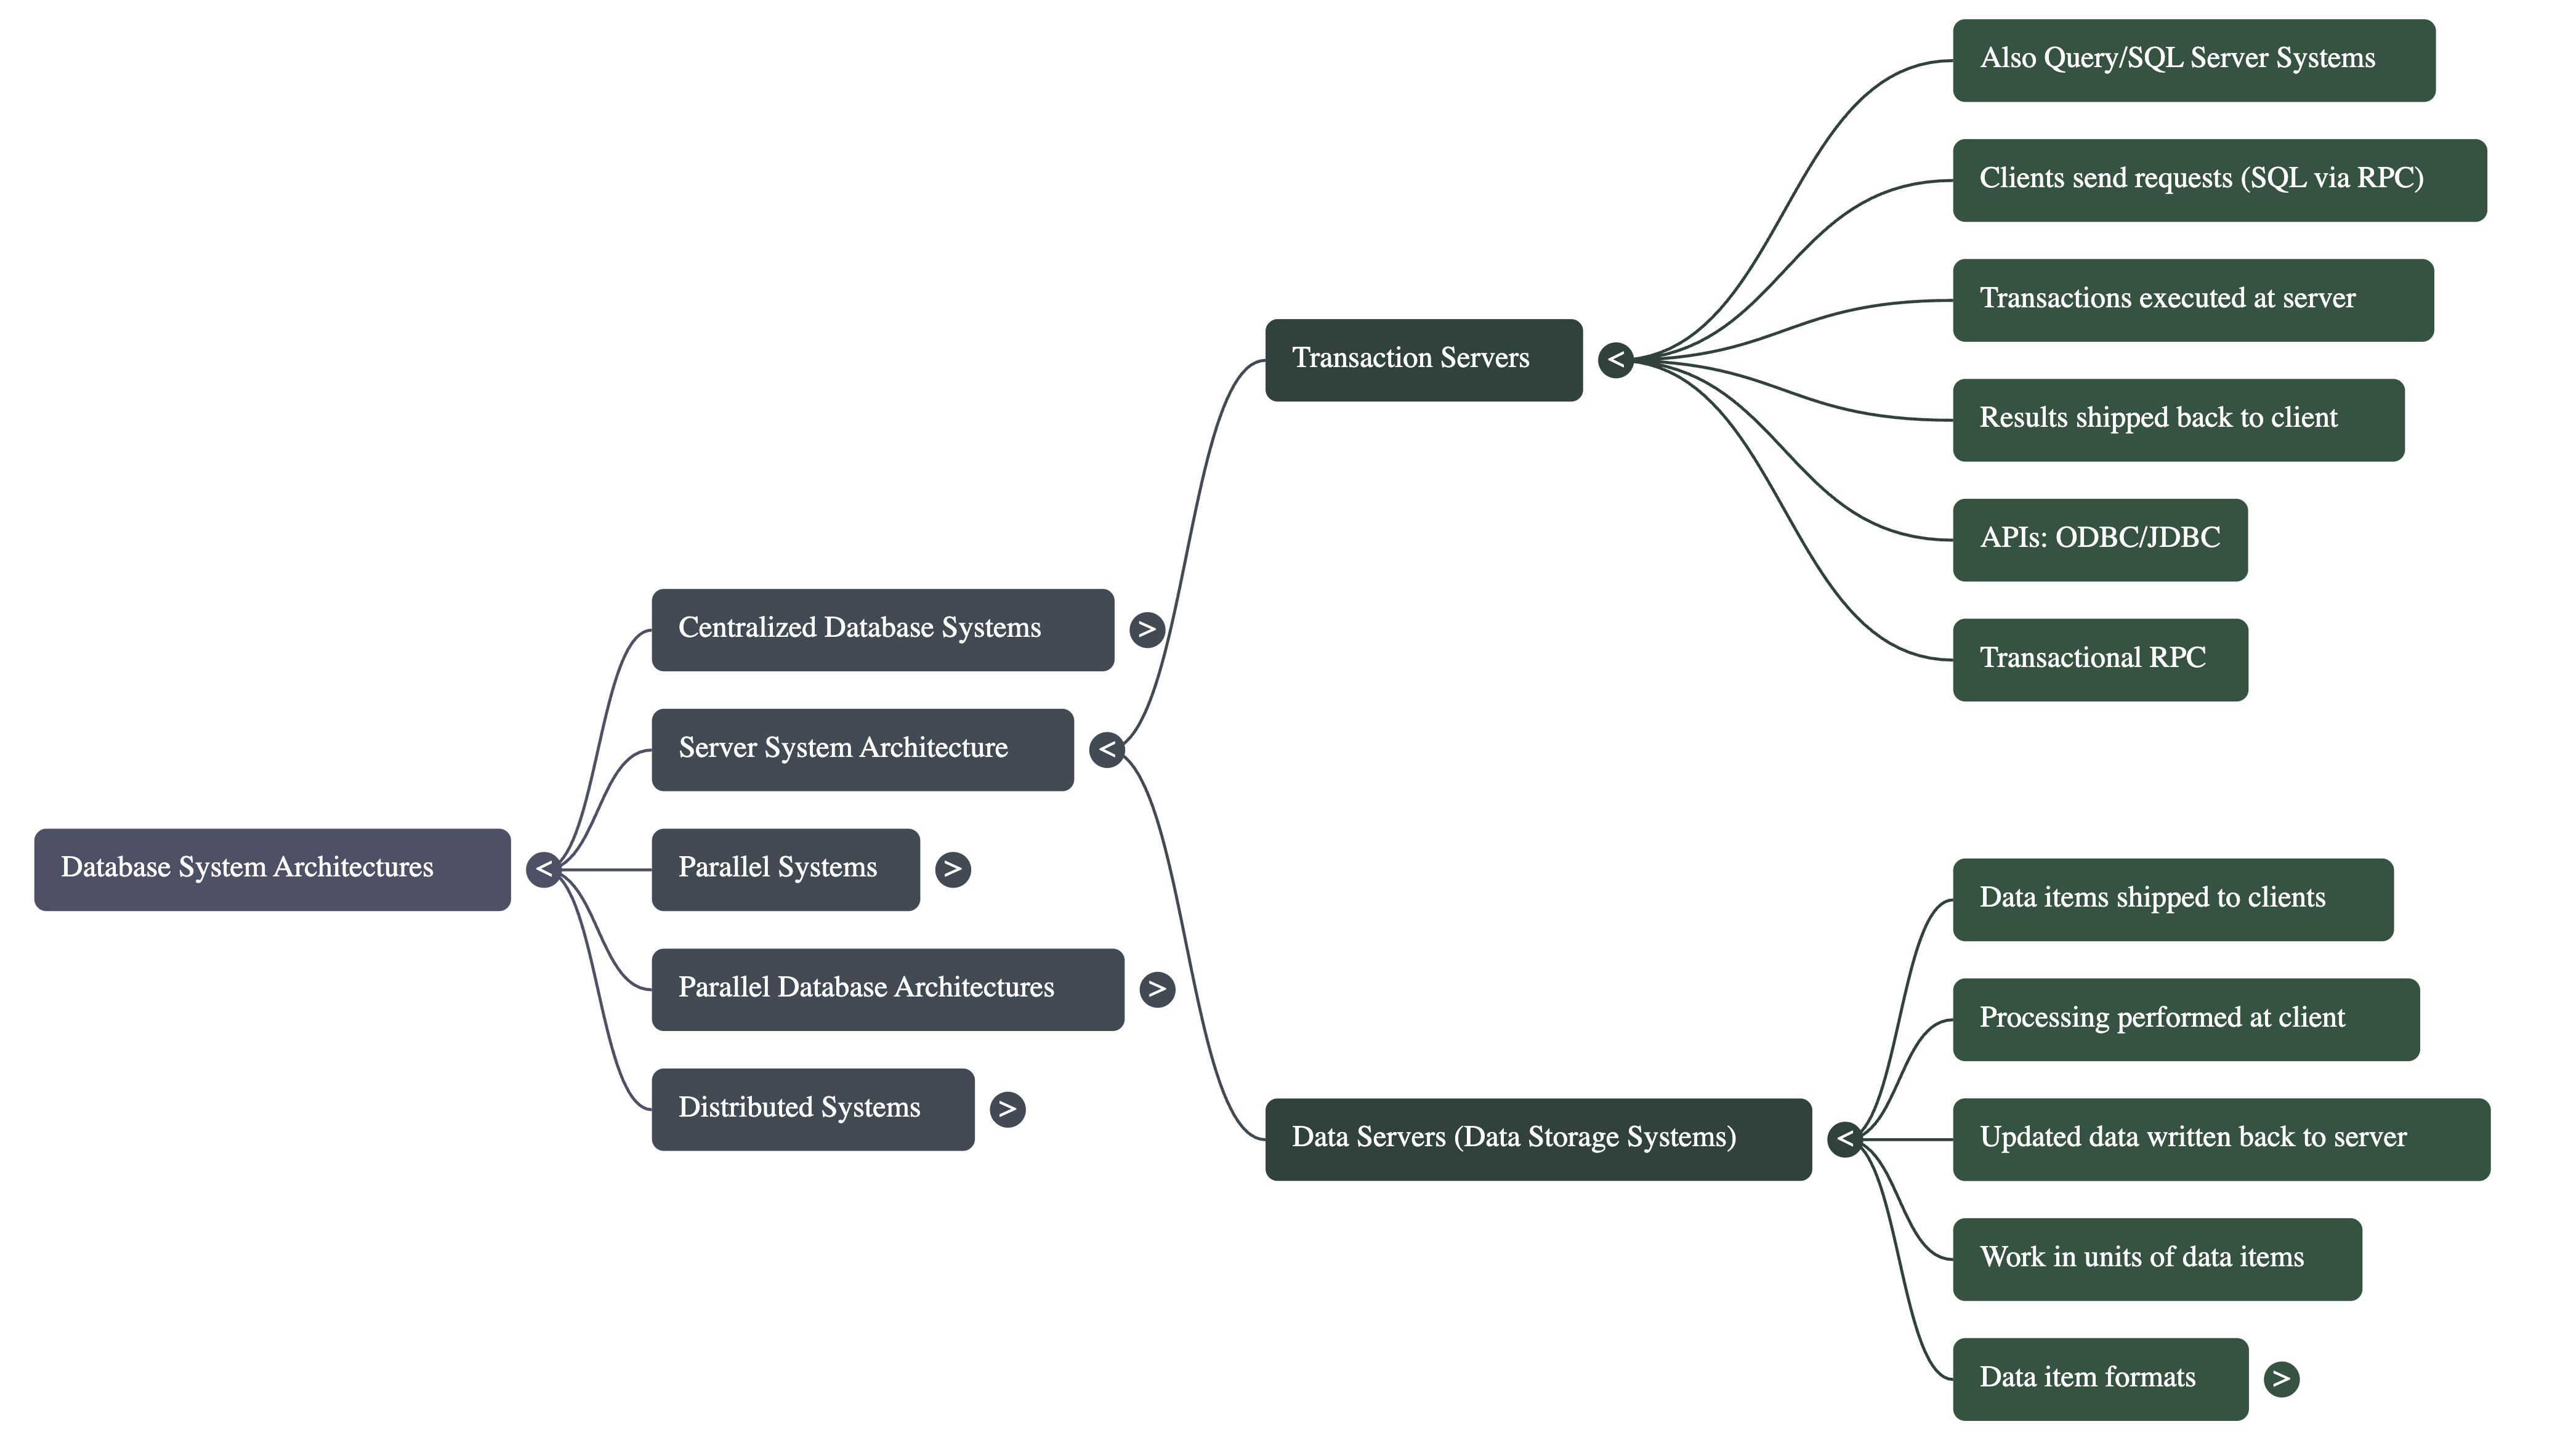 Database System Architectures
<
Centralized Database Systems
>
Server System Architecture
<
Parallel Systems
>
Parallel Database Architectures
>
Distributed Systems
>
Transaction Servers
<
Also Query/SQL Server Systems
Clients send requests (SQL via RPC)
Transactions executed at server
Results shipped back to client
APIs: ODBC/JDBC
Transactional RPC
Data Servers (Data Storage Systems)
<
Data items shipped to clients
Processing performed at client
Updated data written back to server
Work in units of data items
Data item formats
>